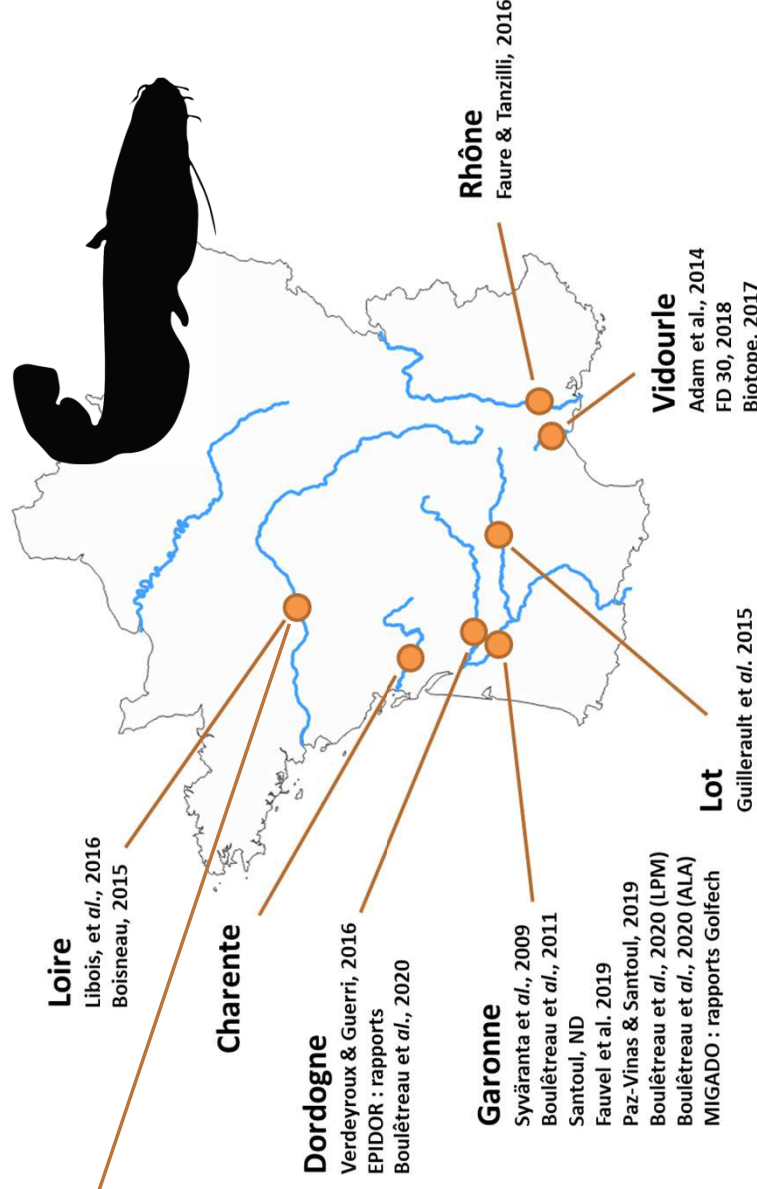 Loire
Libois, et al., 2016
Boisneau, 2015
Charente
Dordogne
Verdeyroux & Guerri, 2016
EPIDOR : rapports
Boulêtreau et al., 2020
Garonne
Syväranta et al., 2009
Boulêtreau et al., 2011
Santoul, ND
Fauvel et al. 2019
Paz-Vinas & Santoul, 2019
Boulêtreau et al., 2020 (LPM)
Boulêtreau et al., 2020 (ALA)
MIGADO : rapports Golfech
Lot
Guillerault et al. 2015
Vidourle
Adam et al., 2014
FD 30, 2018
Biotope, 2017
Rhône
Faure & Tanzilli, 2016